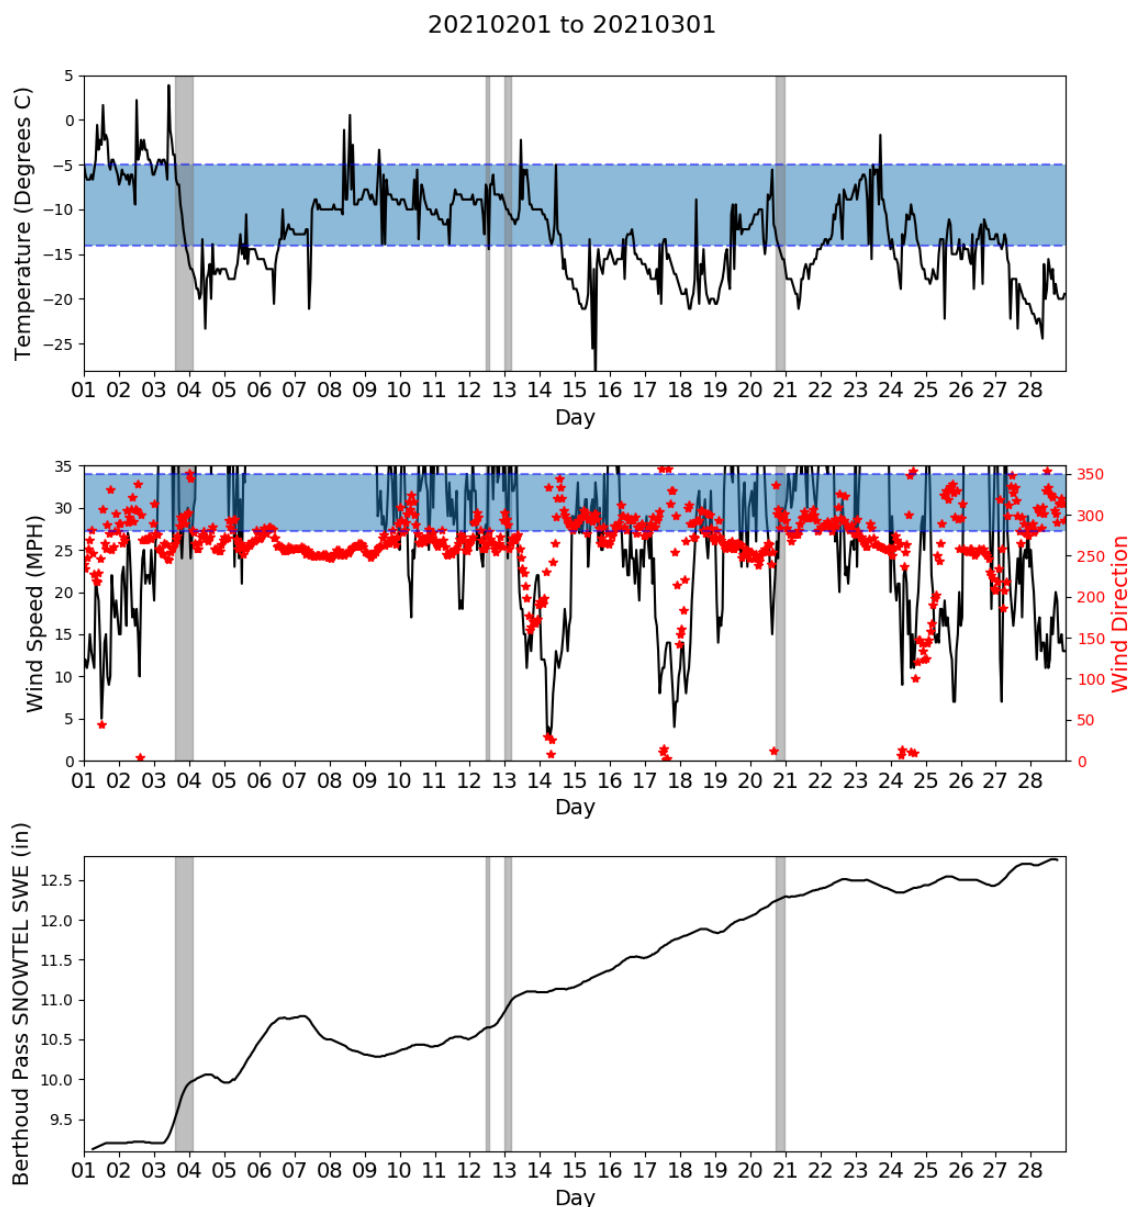 20210201 to 20210301
Temperature (Degrees C)
5
0
−5
−10
−15
−20
−25
01 02 03 04 05 06 07 08 09 10 11 12 13 14 15 16 17 18 19 20 21 22 23 24 25 26 27 28
Day
Wind Speed (MPH)
35
30
25
20
15
10
5
0
350
300
250
200
150
100
50
0
Wind Direction
01 02 03 04 05 06 07 08 09 10 11 12 13 14 15 16 17 18 19 20 21 22 23 24 25 26 27 28
Day
Berthoud Pass SNOWTEL SWE (in)
12.5
12.0
11.5
11.0
10.5
10.0
9.5
01 02 03 04 05 06 07 08 09 10 11 12 13 14 15 16 17 18 19 20 21 22 23 24 25 26 27 28
Day